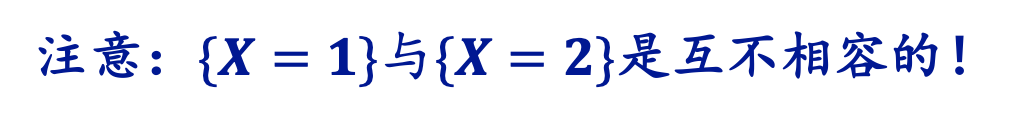 注意：{X = 1}与{X = 2}是互不相容的！